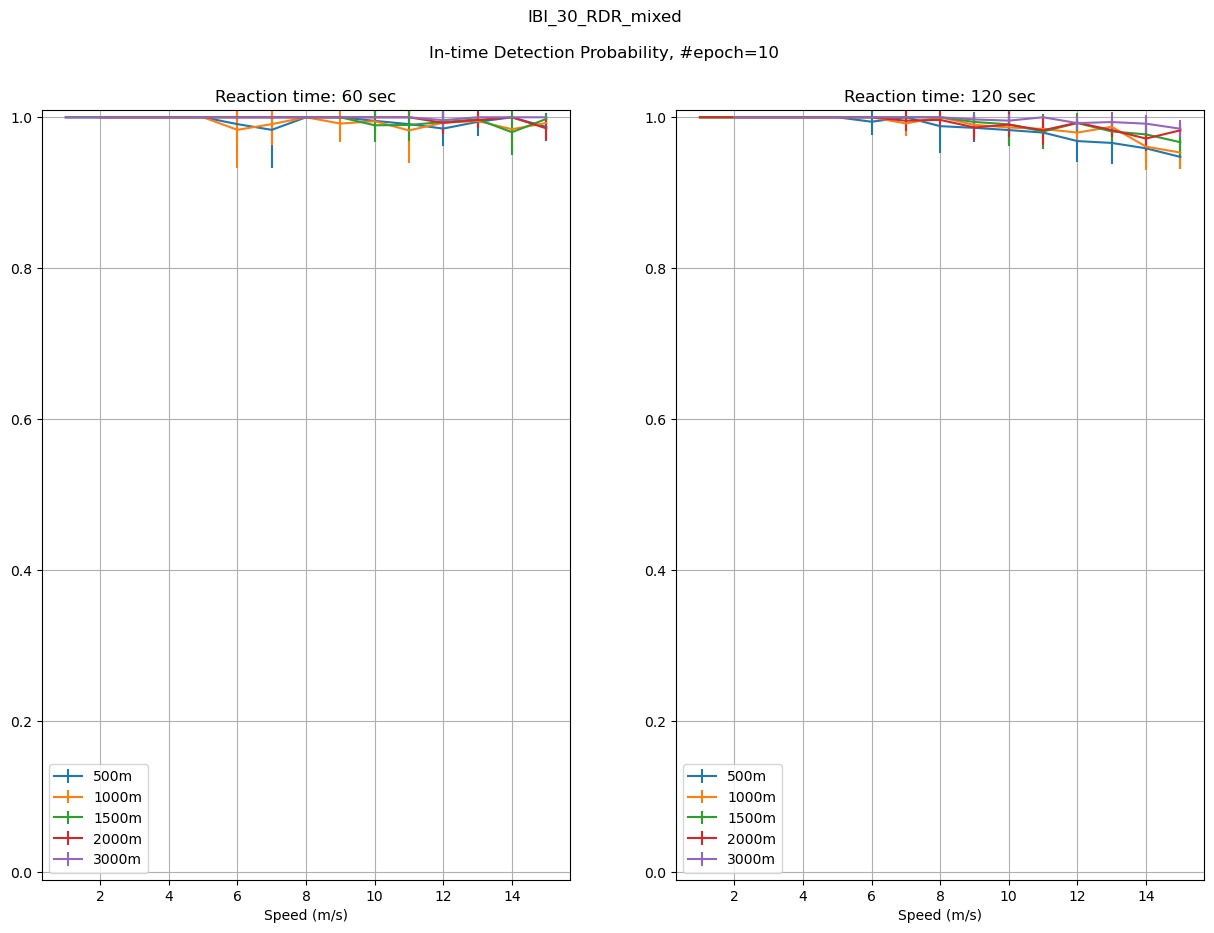 IBI_30_RDR_mixed
In-time Detection Probability, #epoch=10
Reaction time: 60 sec
1.0
0.8
0.6
0.4
0.2
0.0
500m
1000m
1500m
2000m
3000m
2 4 6 8 10 12 14
Speed (m/s)
Reaction time: 120 sec
1.0
0.8
0.6
0.4
0.2
0.0
500m
1000m
1500m
2000m
3000m
2 4 6 8 10 12 14
Speed (m/s)